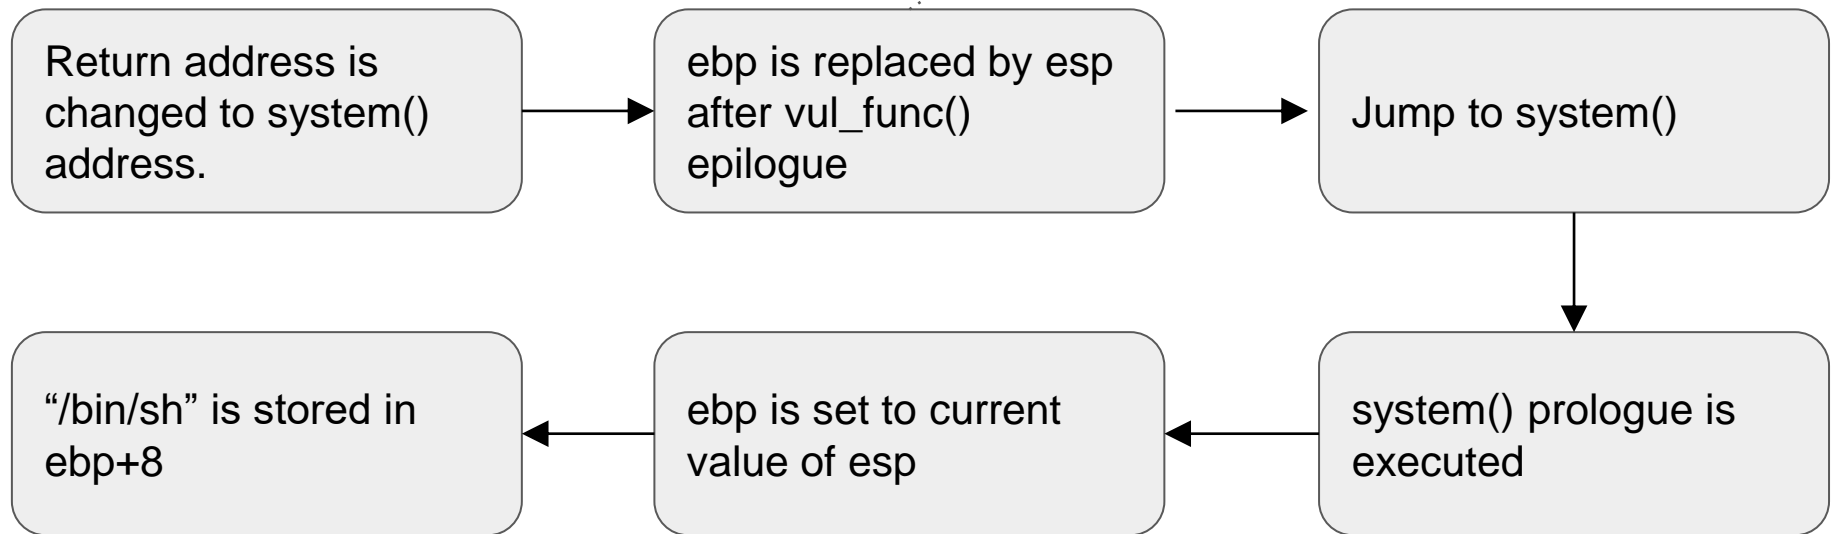 Return address is
changed to system()
address.
ebp is replaced by esp
after vul_func()
epilogue
Jump to system()
system() prologue is
executed
ebp is set to current
value of esp
“/bin/sh” is stored in
ebp+8